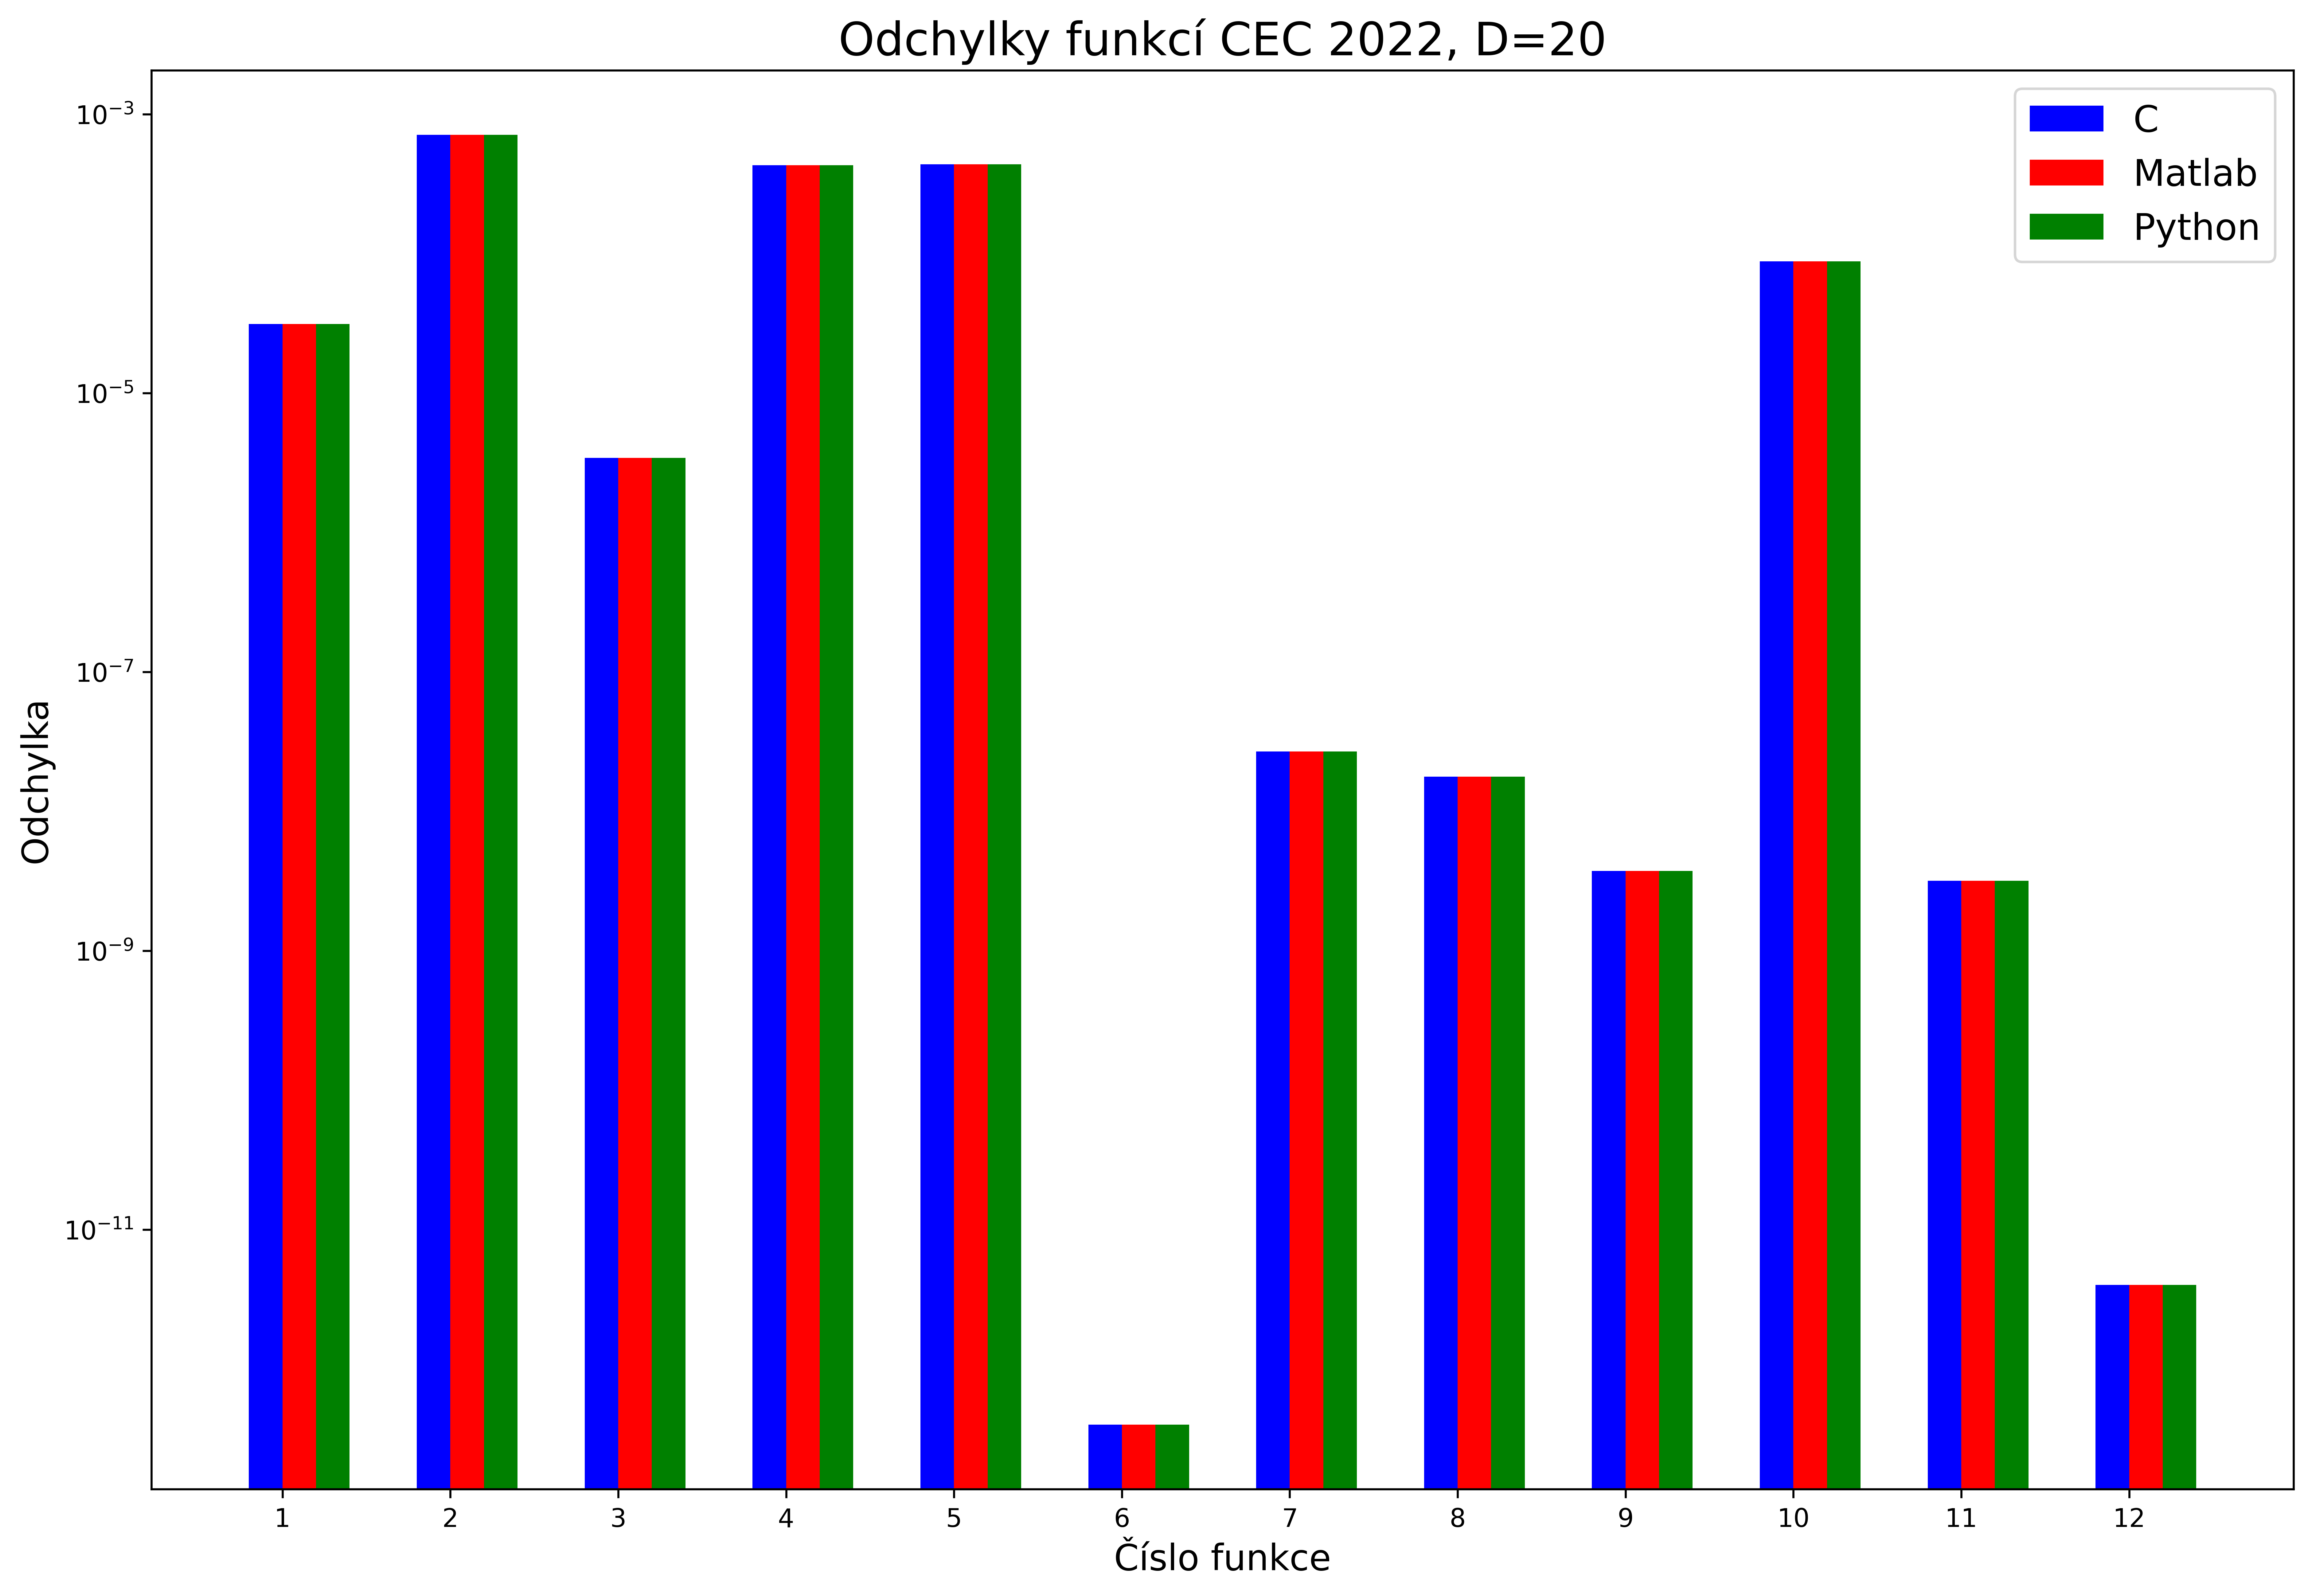 Odchylky funkcí CEC 2022, D=20
C
Matlab
Python
10⁻³
10⁻⁵
10⁻⁷
10⁻⁹
10⁻¹¹
Odchylka
1 2 3 4 5 6 7 8 9 10 11 12
Číslo funkce